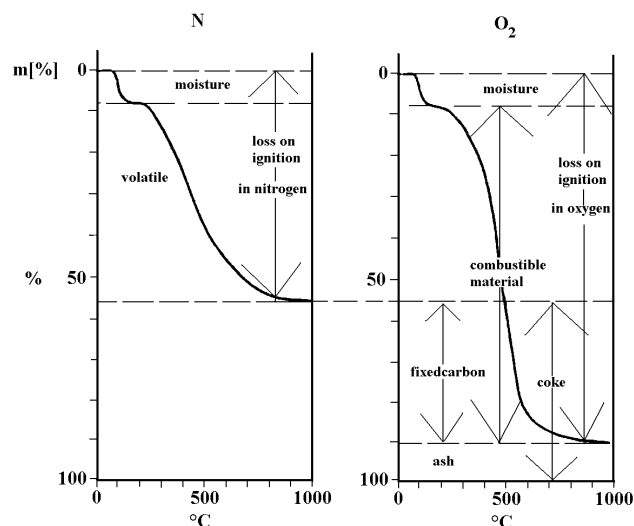 N
O2
m[%]
0
moisture
loss on
ignition
in nitrogen
volatile
%
50
100
0
500
1000
°C
0
moisture
loss on
ignition
in oxygen
combustible
material
50
fixedcarbon
coke
ash
100
0
500
1000
°C